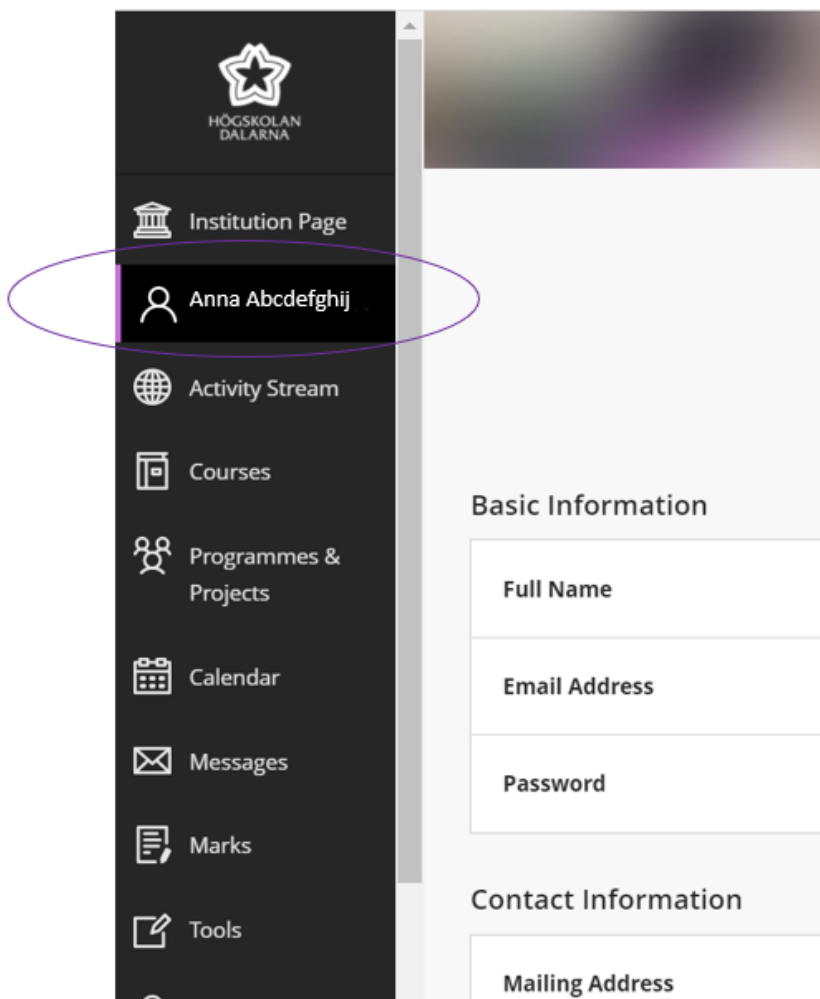 HÖGSKOLAN
DALARNA
Institution Page
Anna Abcdefghij
Activity Stream
Courses
Programmes &
Projects
Calendar
Messages
Marks
Tools
Basic Information
Full Name
Email Address
Password
Contact Information
Mailing Address